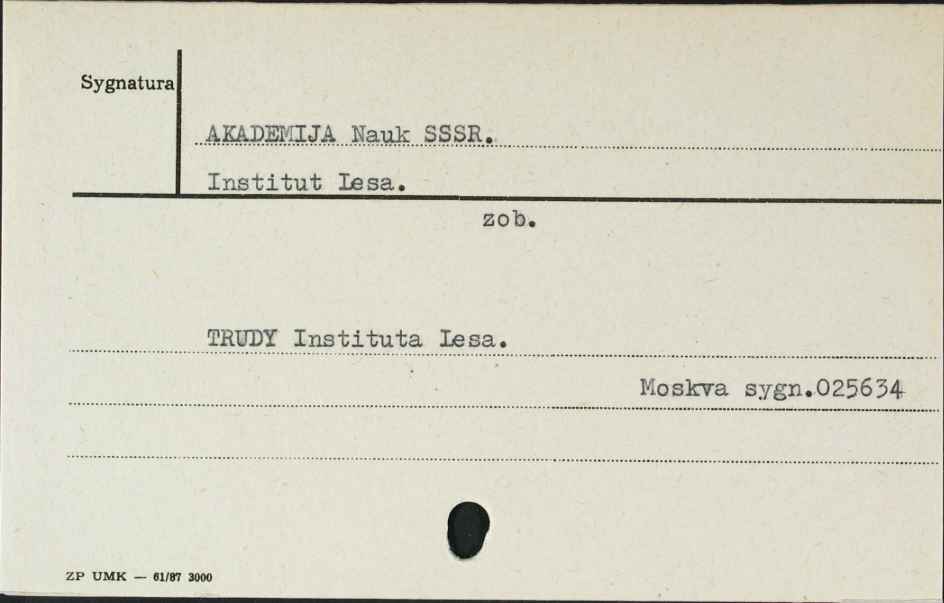 Sygnatura
AKADEMIJA Nauk SSSR.
Institut Lesa.
zob.
TRUDY Instituta Lesa.
Moskva sygn.025634
ZP UMK — 61/87 3000